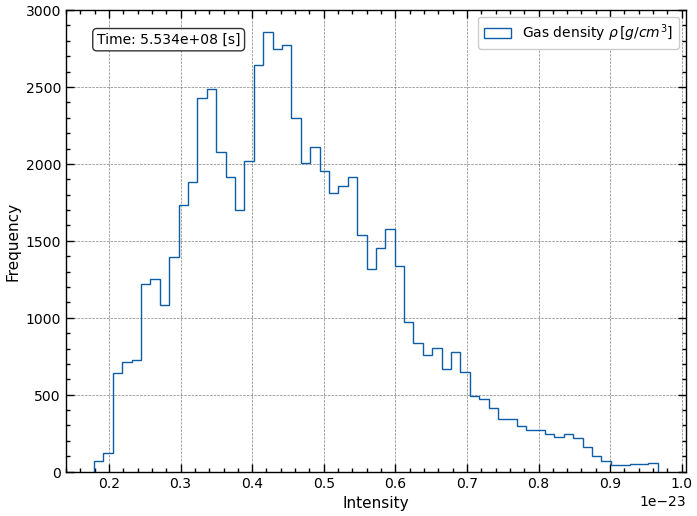 3000
2500
2000
1500
1000
500
0
Frequency
Time: 5.534e+08 [s]
Gas density ρ [g/cm³]
0.2 0.3 0.4 0.5 0.6 0.7 0.8 0.9 1.0
1e−23
Intensity